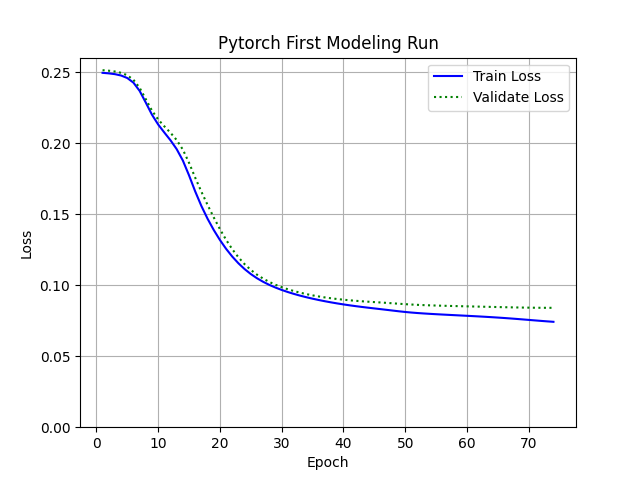 Pytorch First Modeling Run
Train Loss
Validate Loss
Loss
0.25
0.20
0.15
0.10
0.05
0.00
0 10 20 30 40 50 60 70
Epoch